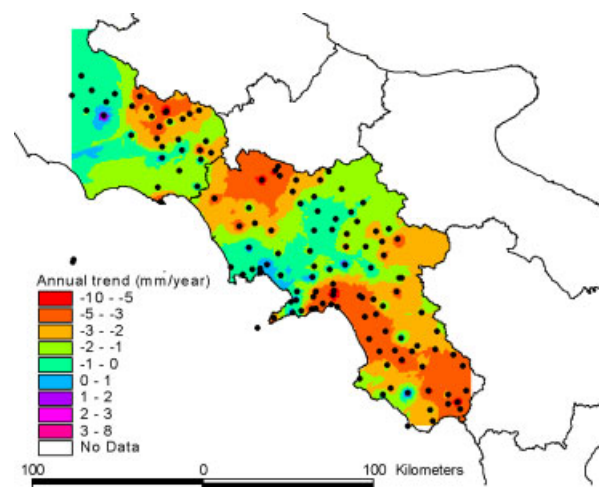 Annual trend (mm/year)
-10 - -5
-5 - -3
-3 - -2
-2 - -1
-1 - 0
0 - 1
1 - 2
2 - 3
3 - 8
No Data
100 0 100 Kilometers